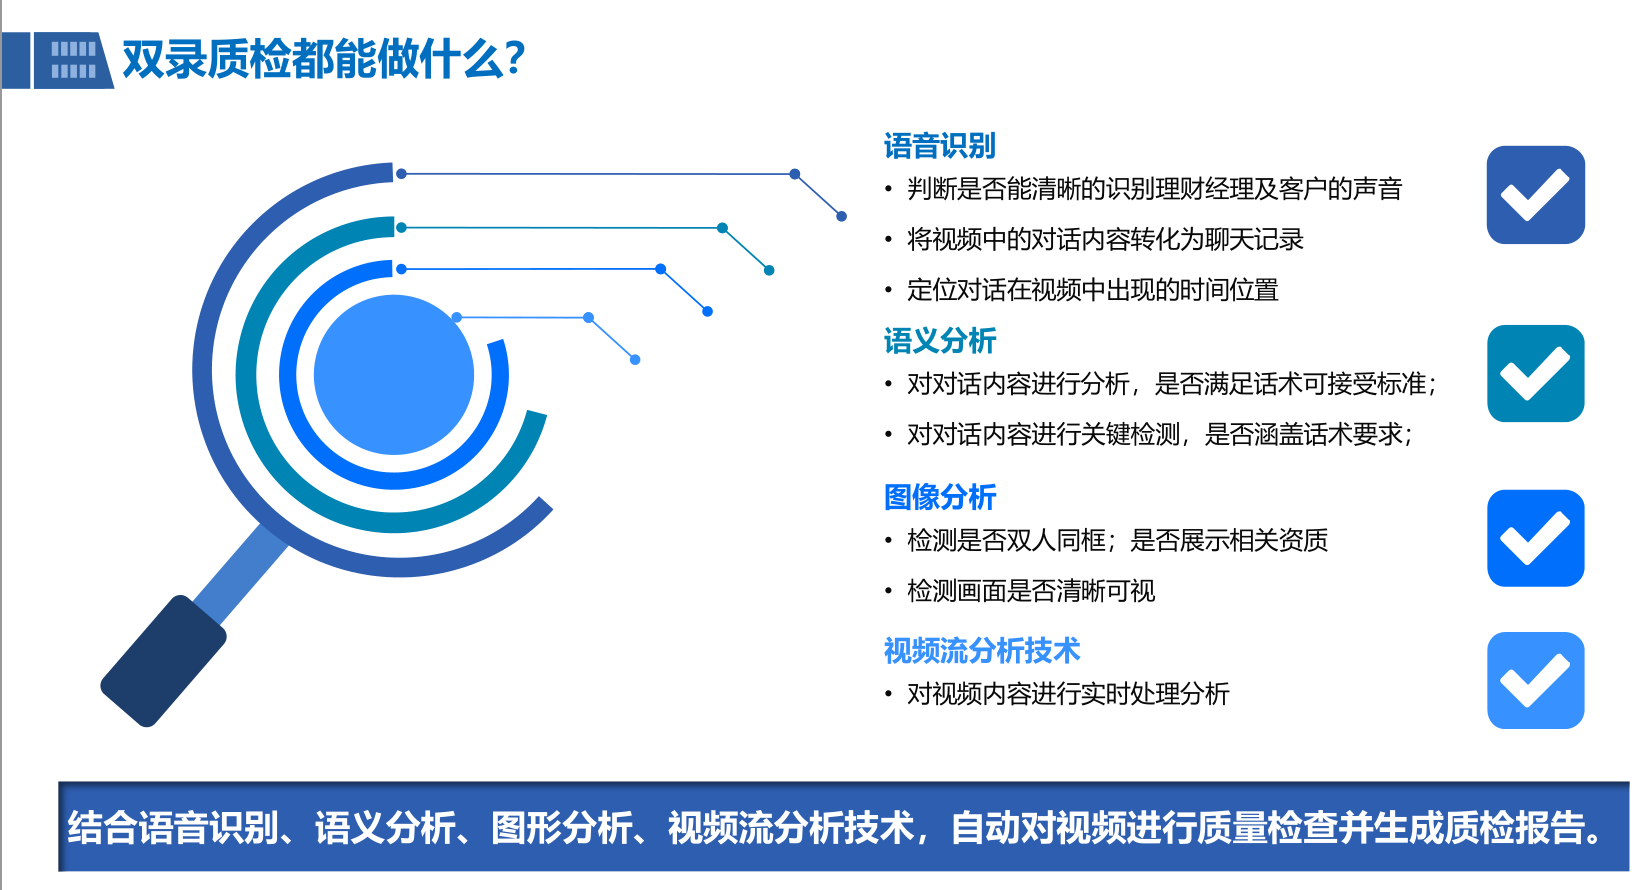 双录质检都能做什么？
语音识别
• 判断是否能清晰的识别理财经理及客户的声音
• 将视频中的对话内容转化为聊天记录
• 定位对话在视频中出现的时间位置
语义分析
• 对对话内容进行分析，是否满足话术可接受标准；
• 对对话内容进行关键检测，是否涵盖话术要求；
图像分析
• 检测是否双人同框；是否展示相关资质
• 检测画面是否清晰可视
视频流分析技术
• 对视频内容进行实时处理分析
结合语音识别、语义分析、图形分析、视频流分析技术，自动对视频进行质量检查并生成质检报告。